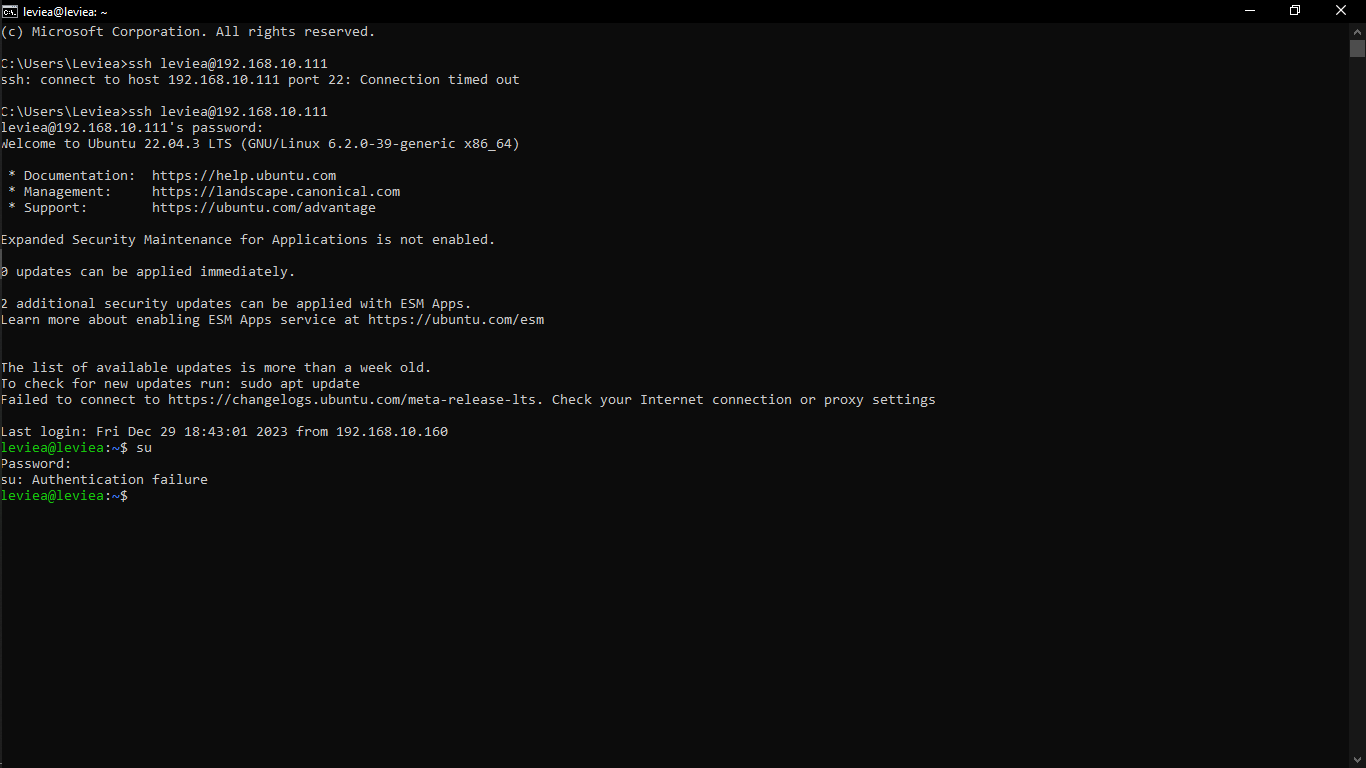 leviea@leviea: ~
(c) Microsoft Corporation. All rights reserved.
C:\Users\Leviea>ssh leviea@192.168.10.111
ssh: connect to host 192.168.10.111 port 22: Connection timed out
C:\Users\Leviea>ssh leviea@192.168.10.111
leviea@192.168.10.111's password:
Welcome to Ubuntu 22.04.3 LTS (GNU/Linux 6.2.0-39-generic x86_64)
* Documentation:  https://help.ubuntu.com
* Management:     https://landscape.canonical.com
* Support:        https://ubuntu.com/advantage
Expanded Security Maintenance for Applications is not enabled.
0 updates can be applied immediately.
2 additional security updates can be applied with ESM Apps.
Learn more about enabling ESM Apps service at https://ubuntu.com/esm
The list of available updates is more than a week old.
To check for new updates run: sudo apt update
Failed to connect to https://changelogs.ubuntu.com/meta-release-lts. Check your Internet connection or proxy settings
Last login: Fri Dec 29 18:43:01 2023 from 192.168.10.160
leviea@leviea:~$ su
Password:
su: Authentication failure
leviea@leviea:~$